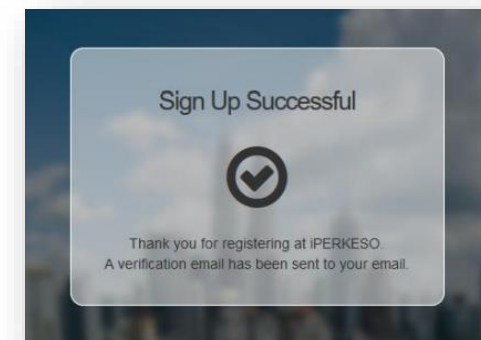 Sign Up Successful
Thank you for registering at iPERKESO.
A verification email has been sent to your email.